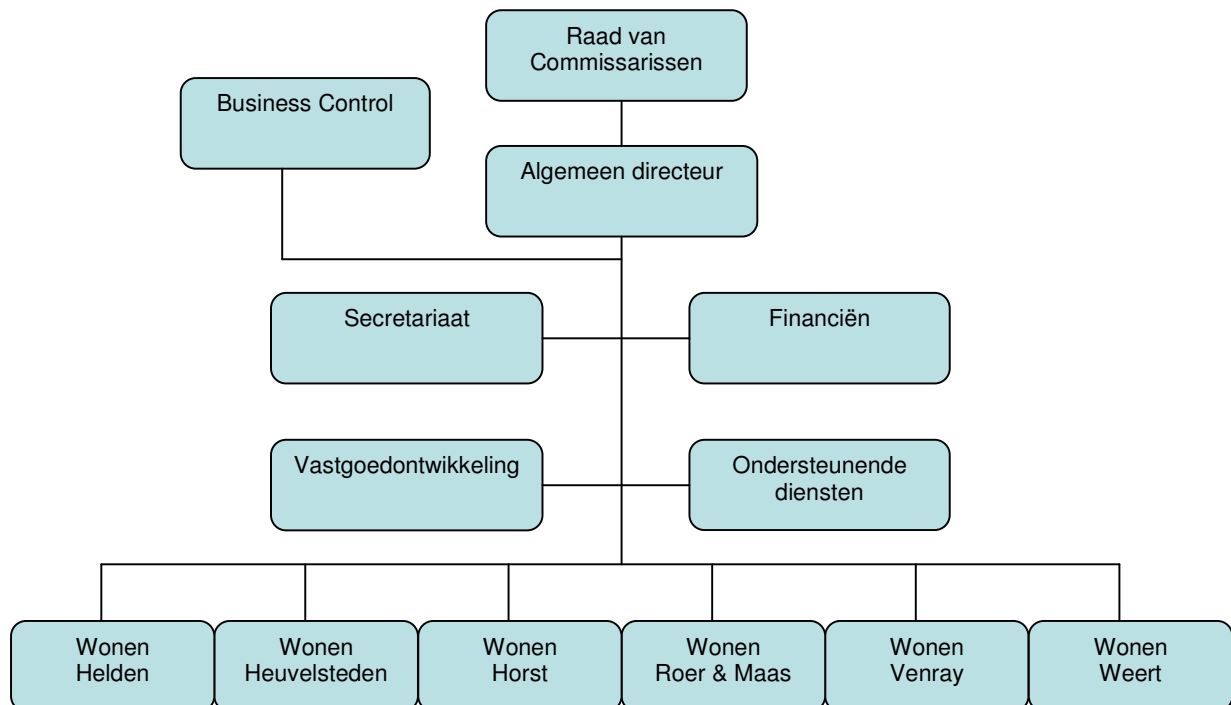 Raad van
Commissarissen
Business Control
Algemeen directeur
Secretariaat
Financiën
Vastgoedontwikkeling
Ondersteunende
diensten
Wonen
Helden
Wonen
Heuvelsteden
Wonen
Horst
Wonen
Roer & Maas
Wonen
Venray
Wonen
Weert